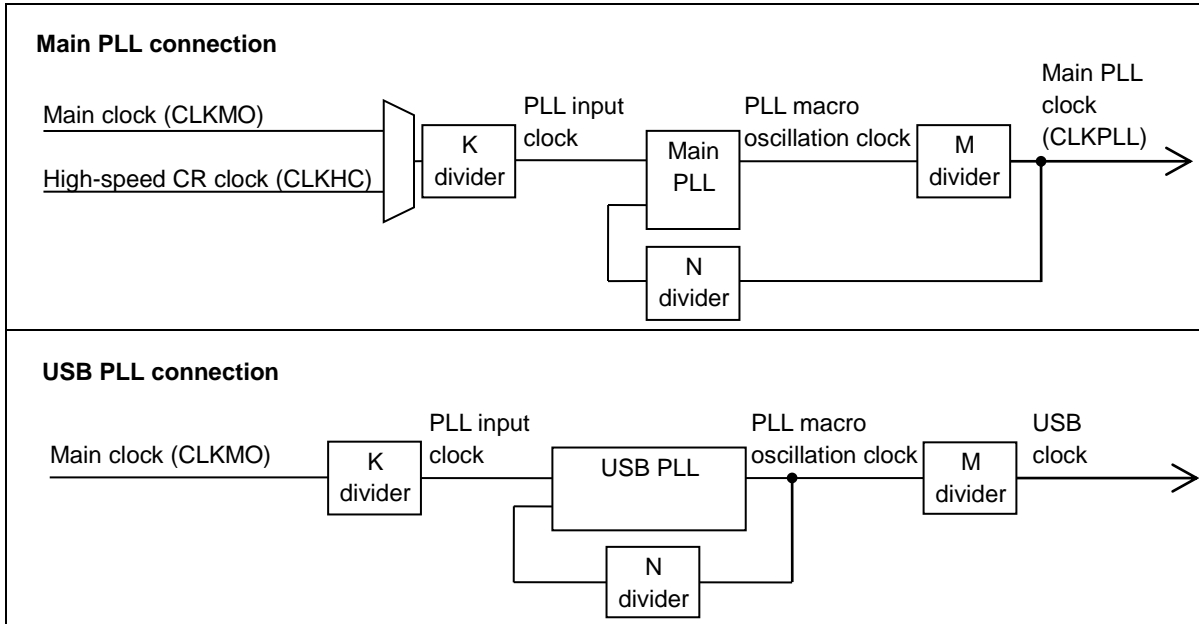 Main PLL connection
Main clock (CLKMO)
High-speed CR clock (CLKHC)
K
divider
PLL input
clock
Main
PLL
PLL macro
oscillation clock
M
divider
Main PLL
clock
(CLKPLL)
N
divider
USB PLL connection
Main clock (CLKMO)
K
divider
PLL input
clock
USB PLL
PLL macro
oscillation clock
M
divider
USB
clock
N
divider